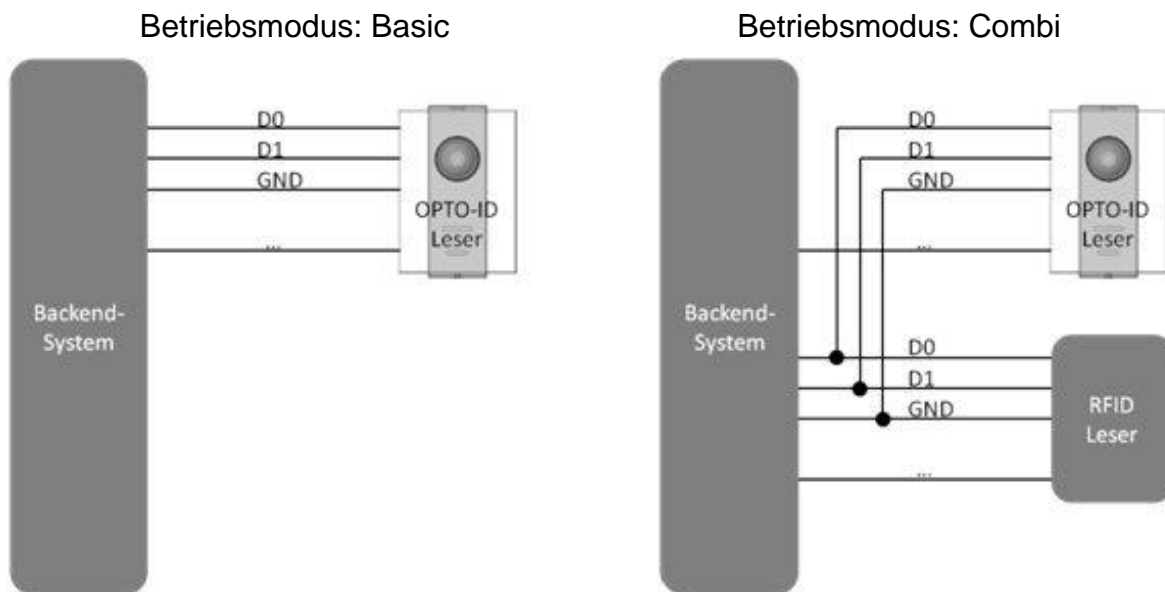 Betriebsmodus: Basic
D0
D1
GND
OPTO-ID
Leser
...
Backend-
System
Betriebsmodus: Combi
D0
D1
GND
OPTO-ID
Leser
...
Backend-
System
D0
D1
GND
RFID
Leser
...